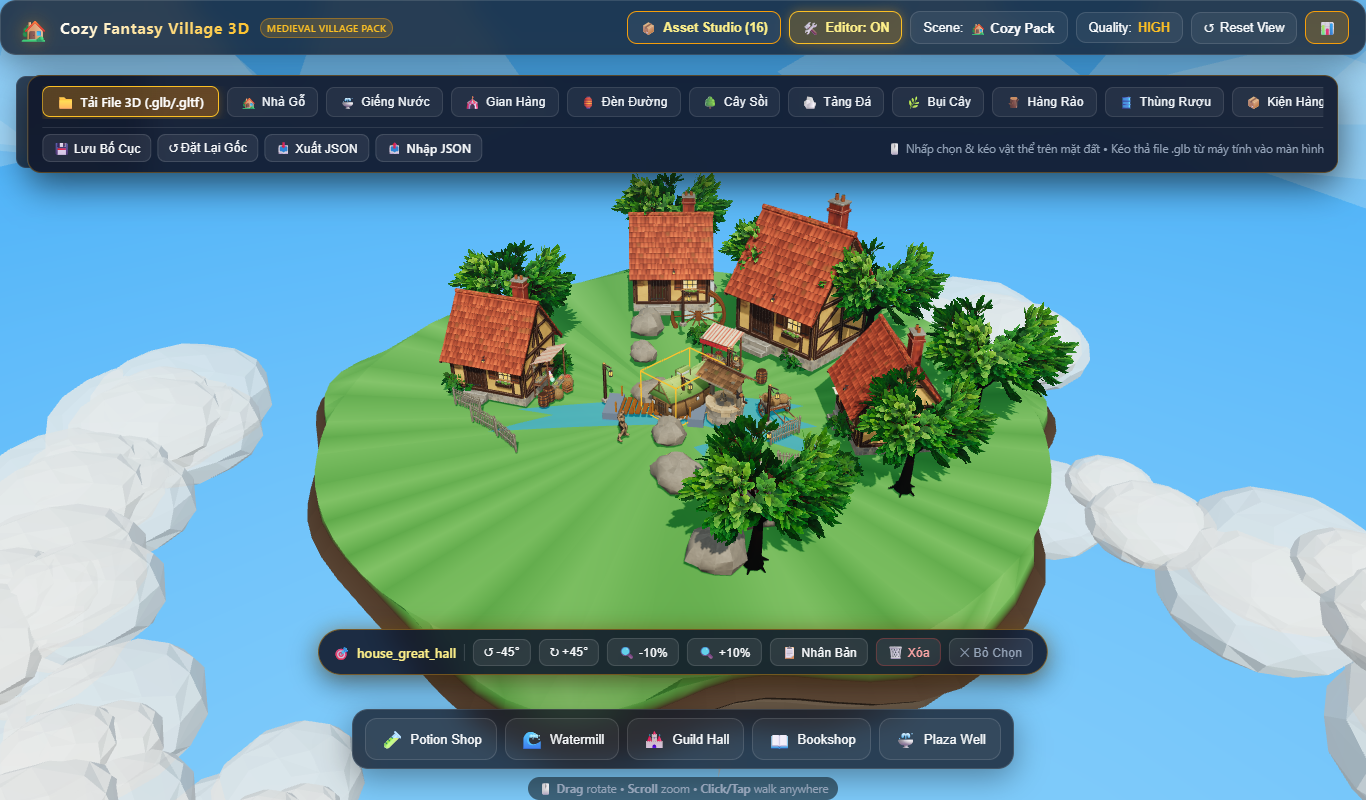 Cozy Fantasy Village 3D MEDIEVAL VILLAGE PACK Asset Studio (16) Editor: ON Scene: Cozy Pack Quality: HIGH ↺ Reset View
Tải File 3D (.glb/.gltf) Nhà Gỗ Giếng Nước Gian Hàng Đèn Đường Cây Sồi Tảng Đá Bụi Cây Hàng Rào Thùng Rượu Kiện Hàng
Lưu Bố Cục ↺ Đặt Lại Gốc Xuất JSON Nhập JSON Nhấp chọn & kéo vật thể trên mặt đất • Kéo thả file .glb từ máy tính vào màn hình
house_great_hall ↺ -45° ↻ +45° -10% +10% Nhân Bản Xóa ✕ Bỏ Chọn
Potion Shop Watermill Guild Hall Bookshop Plaza Well
Drag rotate • Scroll zoom • Click/Tap walk anywhere